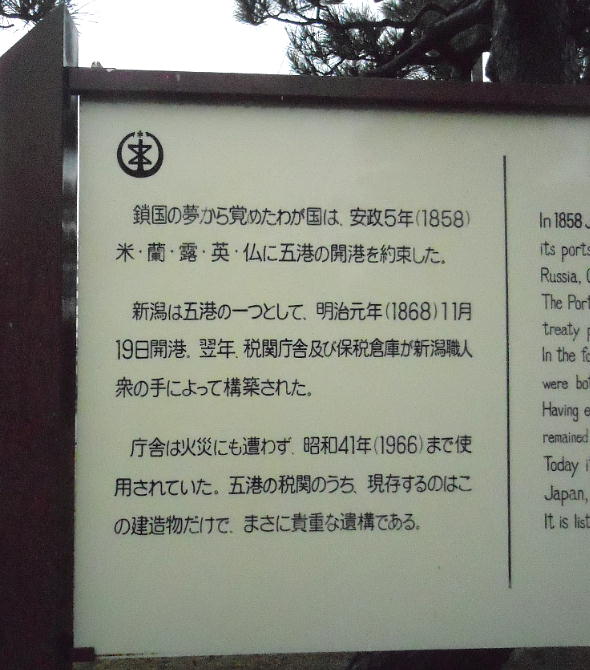 鎖国の夢から覚めたわが国は、安政5年(1858)
米・蘭・露・英・仏に五港の開港を約束した。
新潟は五港の一つとして、明治元年(1868)11月
19日開港。翌年、税関庁舎及び保税倉庫が新潟職人
衆の手によって構築された。
庁舎は火災にも遭わず、昭和41年(1966)まで使
用されていた。五港の税関のうち、現存するのはこ
の建造物だけで、まさに貴重な遺構である。
In 1858
its ports
Russia,
The Port
treaty
In the
were
Having
remained
Today
Japan,
It is